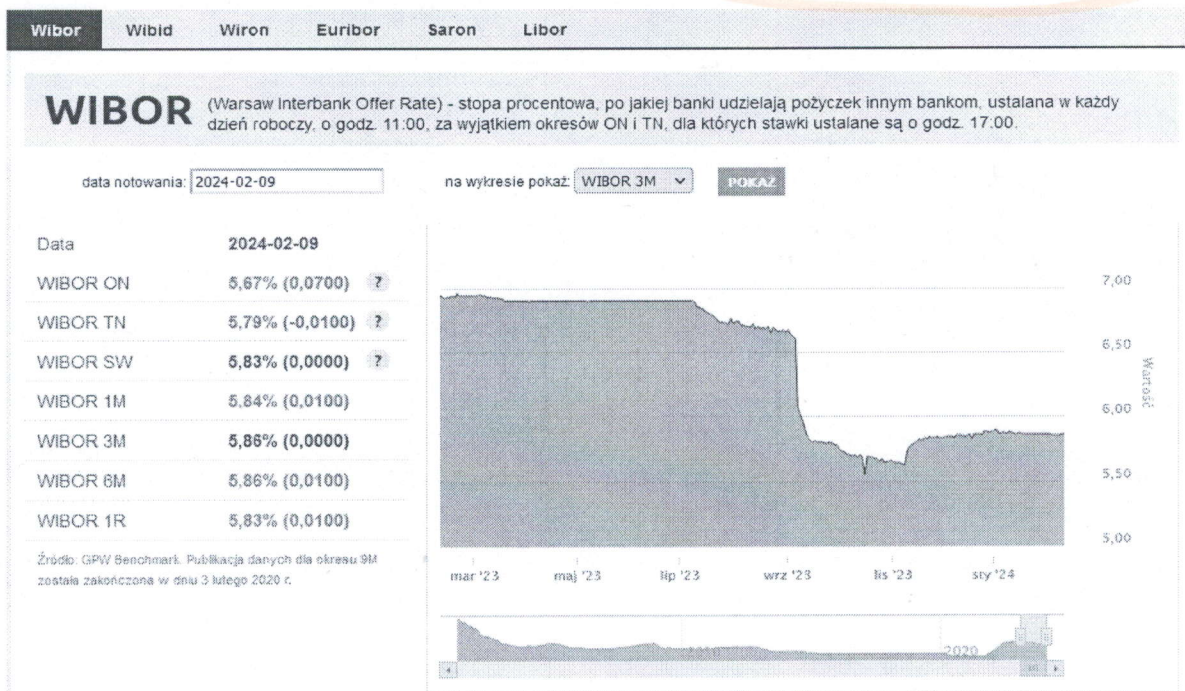 Wibor Wibid Wiron Euribor Saron Libor
WIBOR (Warsaw Interbank Offer Rate) - stopa procentowa, po jakiej banki udzielają pożyczek innym bankom, ustalana w każdy
dzień roboczy, o godz. 11:00, za wyjątkiem okresów ON i TN, dla których stawki ustalane są o godz. 17:00.
data notowania: 2024-02-09 na wykresie pokaż: WIBOR 3M POKAŻ
Data 2024-02-09
WIBOR ON 5,67% (0,0700) ?
WIBOR TN 5,79% (-0,0100) ?
WIBOR SW 5,83% (0,0000) ?
WIBOR 1M 5,84% (0,0100)
WIBOR 3M 5,86% (0,0000)
WIBOR 6M 5,86% (0,0100)
WIBOR 1R 5,83% (0,0100)
Źródło: GPW Benchmark. Publikacja danych dla okresu 9M
została zakończona w dniu 3 lutego 2020 r.
7,00
6,50
6,00
5,50
5,00
Wartość
mar '23 maj '23 lip '23 wrz '23 lis '23 sty '24
2020